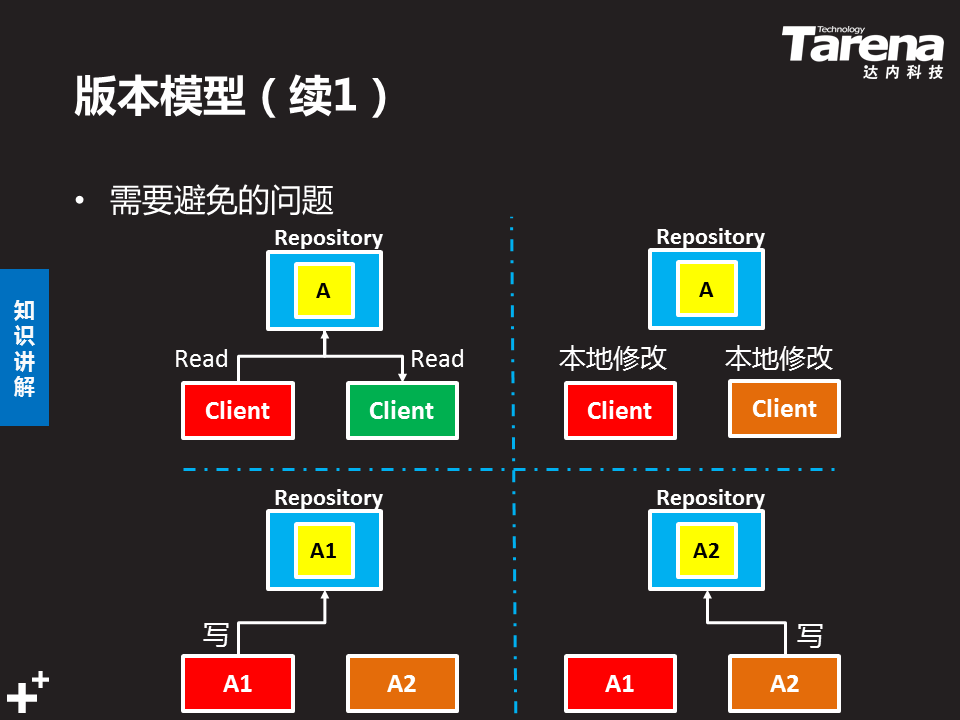 Technology
Tarena
达内科技
版本模型（续1）
• 需要避免的问题
知识讲解
Repository
A
Read
Read
Client
Client
Repository
A
本地修改
本地修改
Client
Client
Repository
A1
写
A1
A2
Repository
A2
写
A1
A2